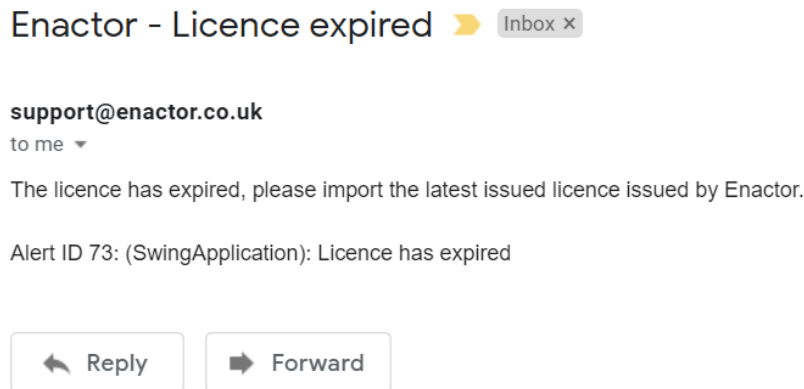 Enactor - Licence expired Inbox ×
support@enactor.co.uk
to me
The licence has expired, please import the latest issued licence issued by Enactor.
Alert ID 73: (SwingApplication): Licence has expired
Reply Forward